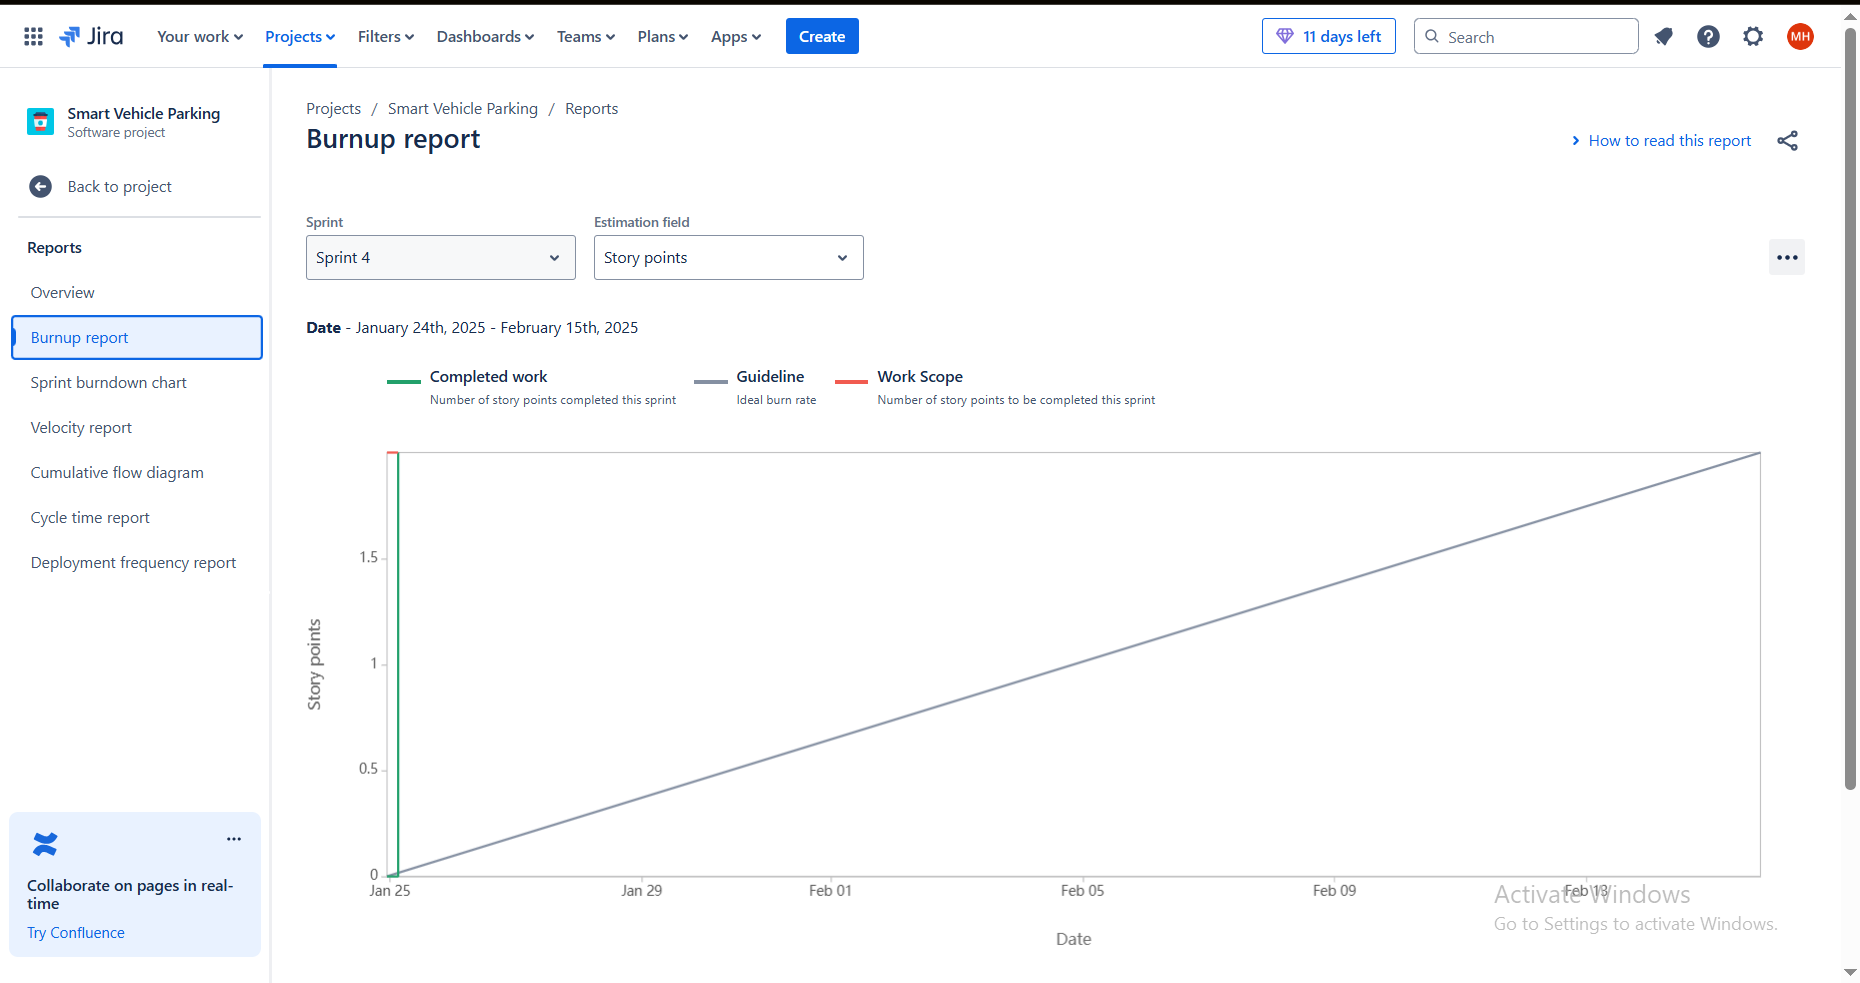 Jira
Your work
Projects
Filters
Dashboards
Teams
Plans
Apps
Create
11 days left
Search
MH
Smart Vehicle Parking
Software project
Back to project
Reports
Overview
Burnup report
Sprint burndown chart
Velocity report
Cumulative flow diagram
Cycle time report
Deployment frequency report
Collaborate on pages in real-
time
Try Confluence
Projects / Smart Vehicle Parking / Reports
Burnup report
How to read this report
Sprint
Sprint 4
Estimation field
Story points
Date - January 24th, 2025 - February 15th, 2025
Completed work
Number of story points completed this sprint
Guideline
Ideal burn rate
Work Scope
Number of story points to be completed this sprint
1.5
1
0.5
0
Story points
Jan 25
Jan 29
Feb 01
Feb 05
Feb 09
Feb 13
Date
Activate Windows
Go to Settings to activate Windows.